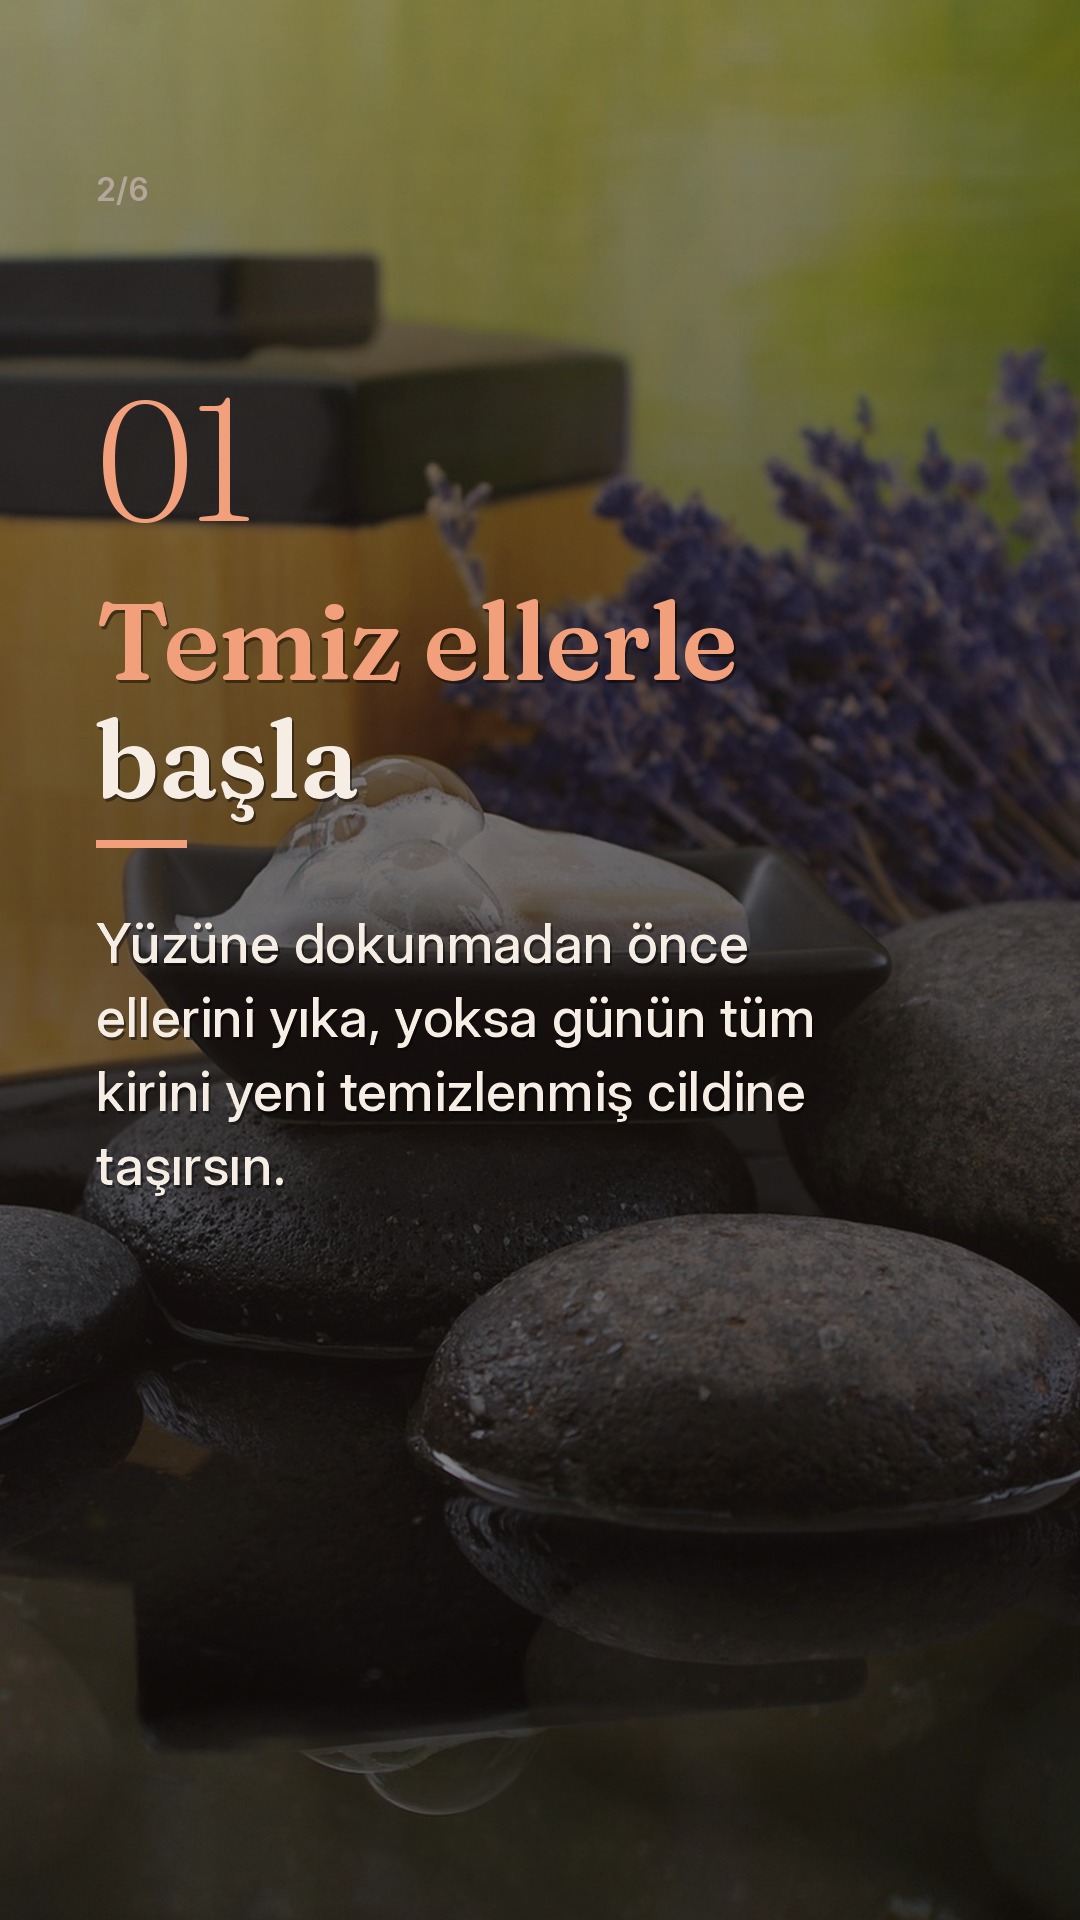 2/6
01
Temiz ellerle
başla
Yüzüne dokunmadan önce
ellerini yıka, yoksa günün tüm
kirini yeni temizlenmiş cildine
taşırsın.